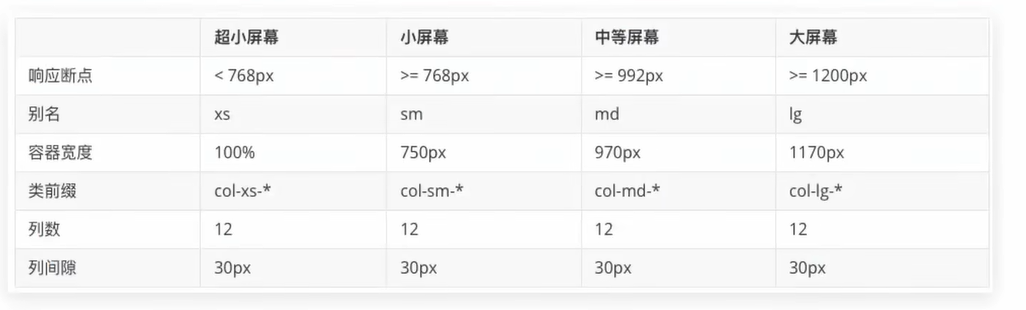 超小屏幕 小屏幕 中等屏幕 大屏幕
响应断点 < 768px >= 768px >= 992px >= 1200px
别名 xs sm md lg
容器宽度 100% 750px 970px 1170px
类前缀 col-xs-* col-sm-* col-md-* col-lg-*
列数 12 12 12 12
列间隙 30px 30px 30px 30px